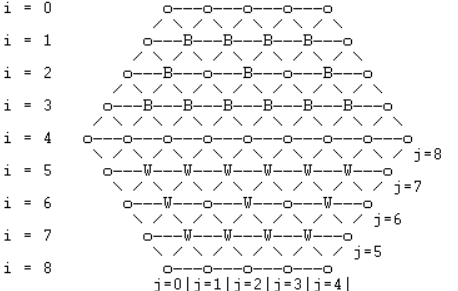 i = 0 o---o---o---o---o
i = 1 o---B---B---B---B---o
i = 2 o---B---o---B---o---B---o
i = 3 o---B---B---B---B---B---B---o
i = 4 o---o---o---o---o---o---o---o---o
j=8
i = 5 o---W---W---W---W---W---W---o
j=7
i = 6 o---W---o---W---o---W---o
j=6
i = 7 o---W---W---W---W---o
j=5
i = 8 o---o---o---o---o
j=0|j=1|j=2|j=3|j=4|